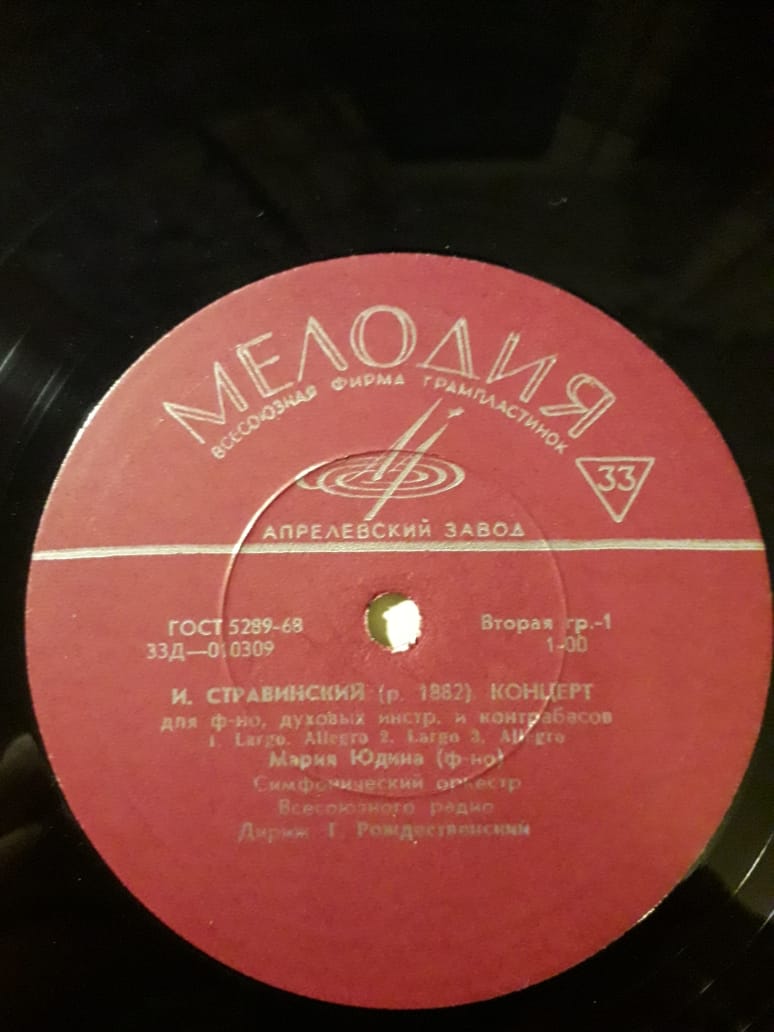 МЕЛОДИЯ
ВСЕСОЮЗНАЯ ФИРМА ГРАМПЛАСТИНОК
33
АПРЕЛЕВСКИЙ ЗАВОД
ГОСТ 5289-68 Вторая гр.-1
33Д—010309 1-00
И. СТРАВИНСКИЙ (р. 1882) КОНЦЕРТ
для ф-но, духовых инстр. и контрабасов
1. Largo. Allegro 2. Largo 3. Allegro
Мария Юдина (ф-но)
Симфонический оркестр
Всесоюзного радио
Дириж. Г. Рождественский